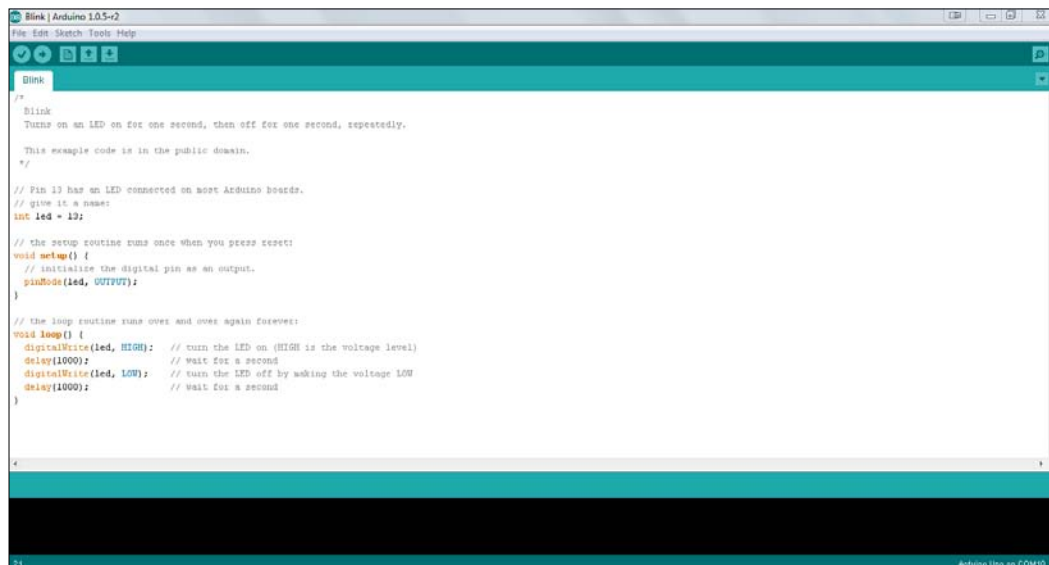 Blink | Arduino 1.0.5-r2
File Edit Sketch Tools Help
Blink
/*
  Blink
  Turns on an LED on for one second, then off for one second, repeatedly.

  This example code is in the public domain.
 */

// Pin 13 has an LED connected on most Arduino boards.
// give it a name:
int led = 13;

// the setup routine runs once when you press reset:
void setup() {
  // initialize the digital pin as an output.
  pinMode(led, OUTPUT);
}

// the loop routine runs over and over again forever:
void loop() {
  digitalWrite(led, HIGH);   // turn the LED on (HIGH is the voltage level)
  delay(1000);               // wait for a second
  digitalWrite(led, LOW);    // turn the LED off by making the voltage LOW
  delay(1000);               // wait for a second
}
Arduino Uno on COM10